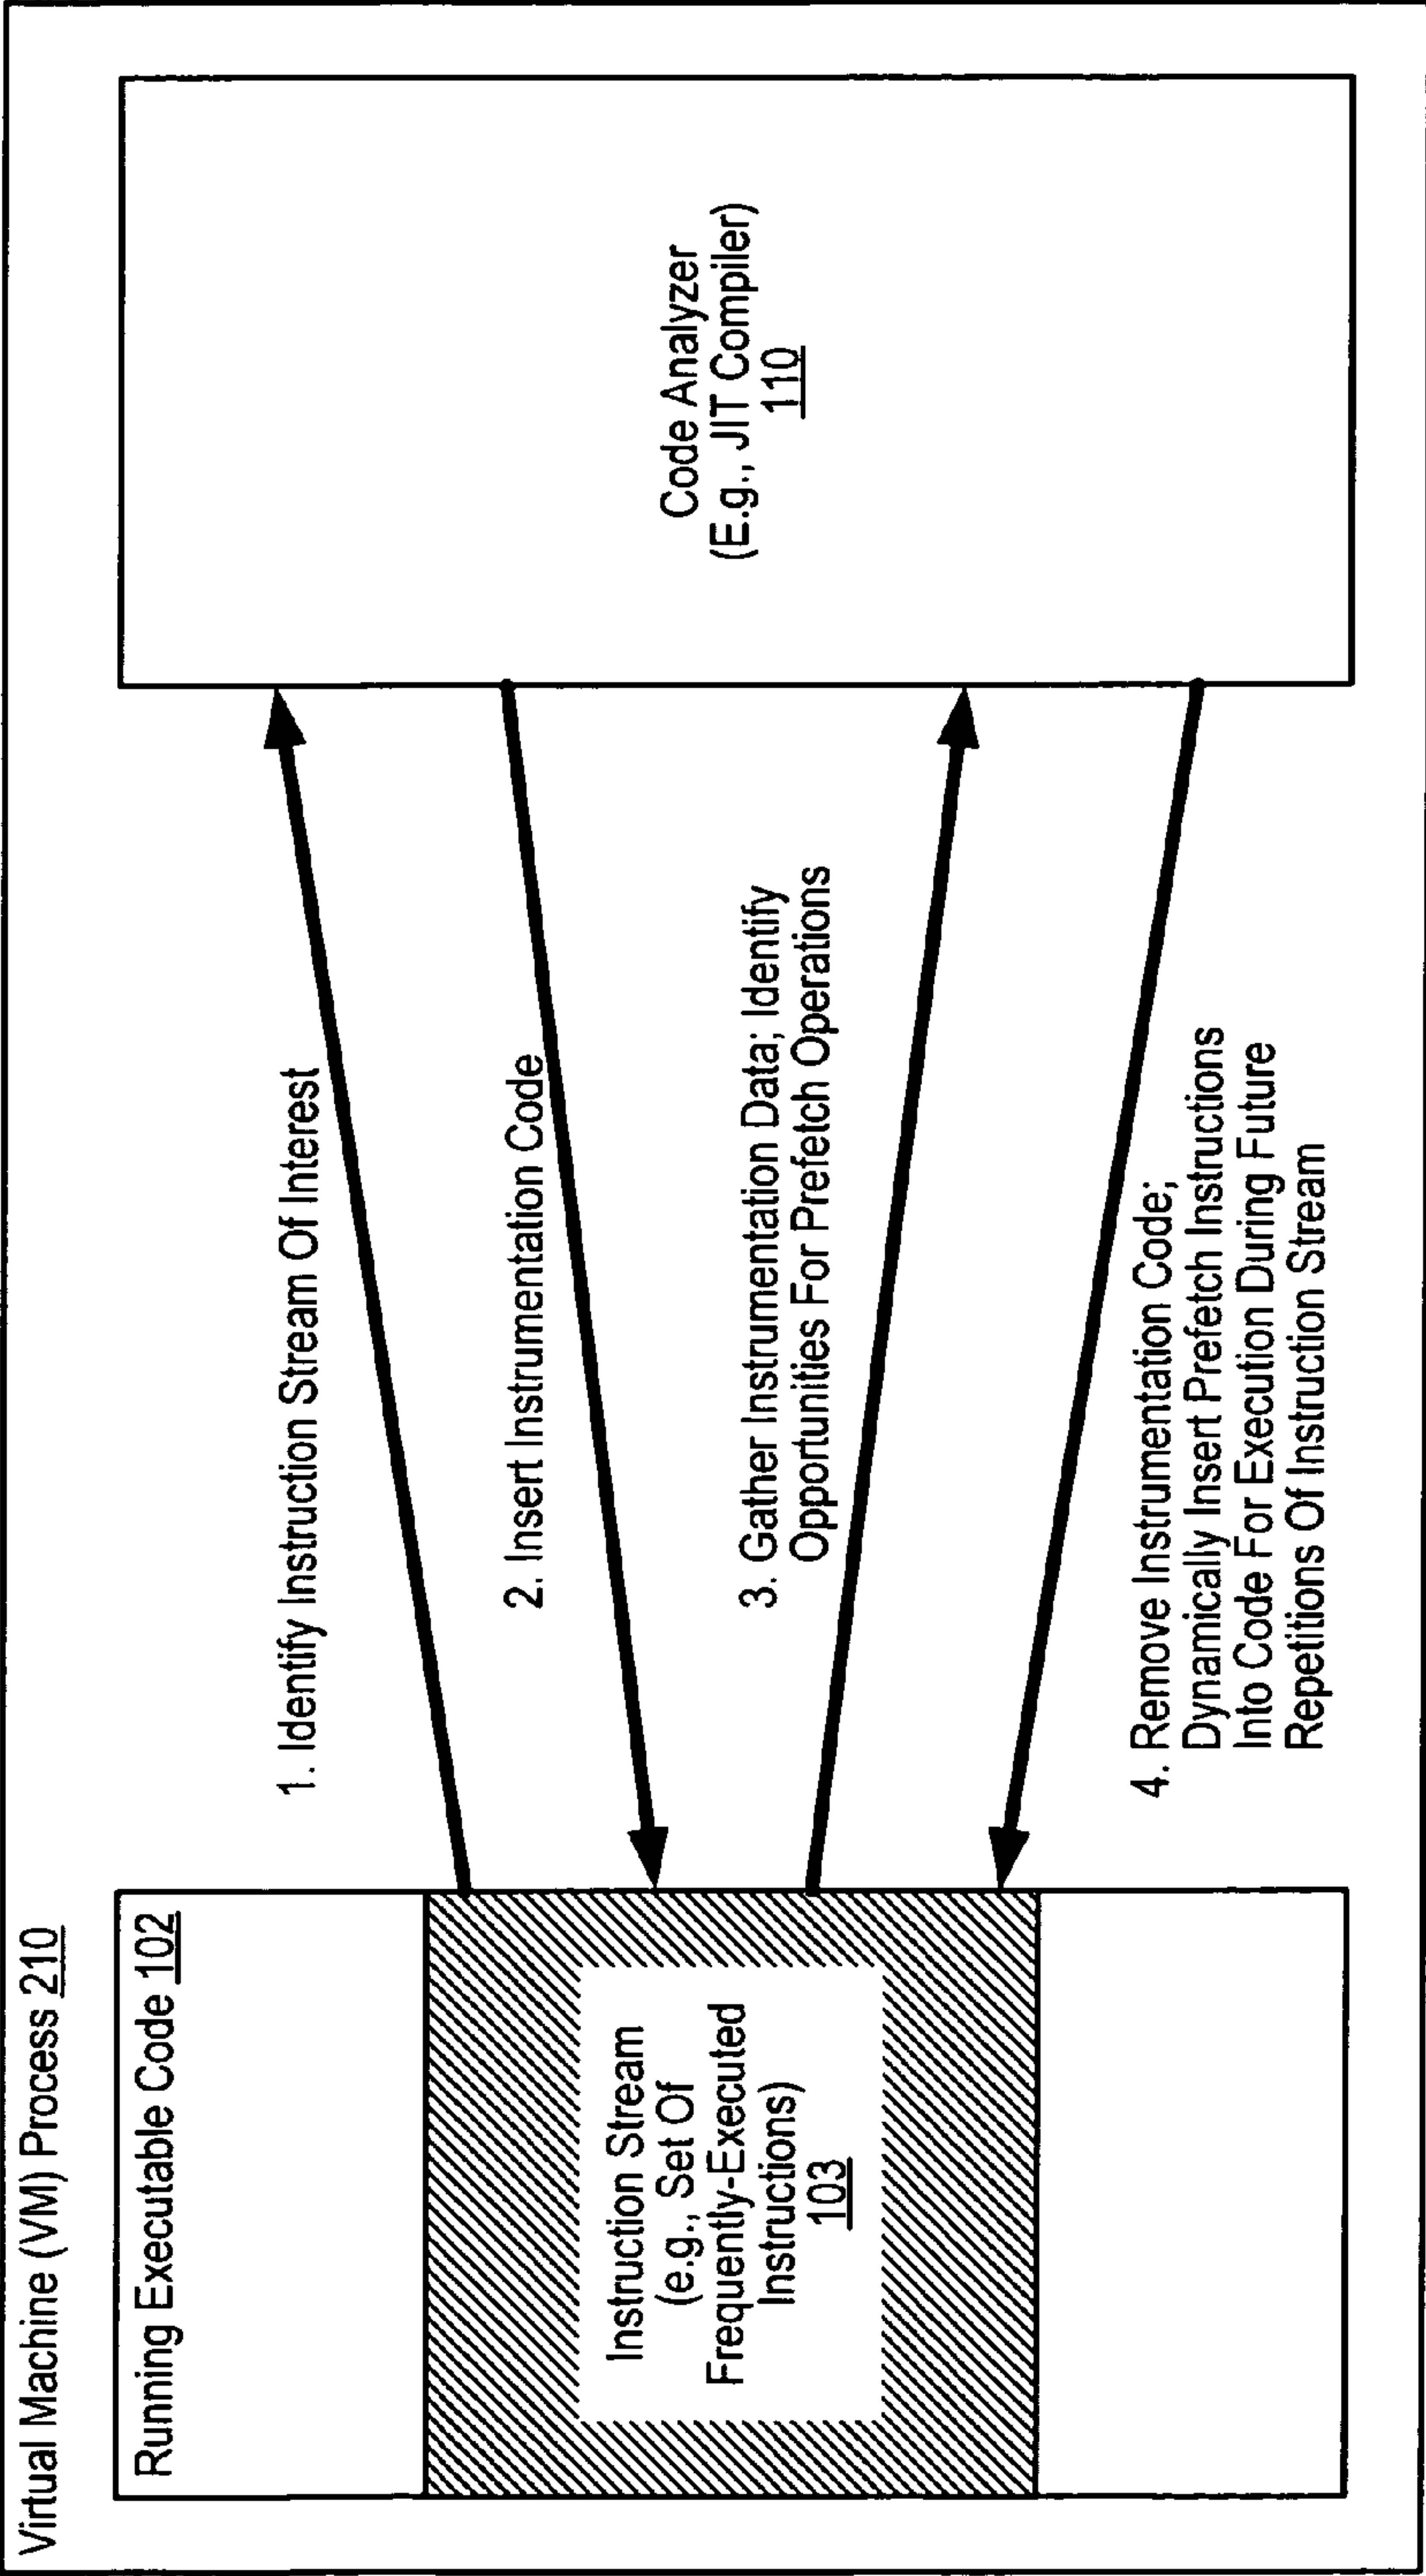 Virtual Machine (VM) Process 210
Running Executable Code 102
Instruction Stream
(e.g., Set Of
Frequently-Executed
Instructions)
103
1. Identify Instruction Stream Of Interest
2. Insert Instrumentation Code
3. Gather Instrumentation Data; Identify
Opportunities For Prefetch Operations
4. Remove Instrumentation Code;
Dynamically Insert Prefetch Instructions
Into Code For Execution During Future
Repetitions Of Instruction Stream
Code Analyzer
(E.g., JIT Compiler)
110